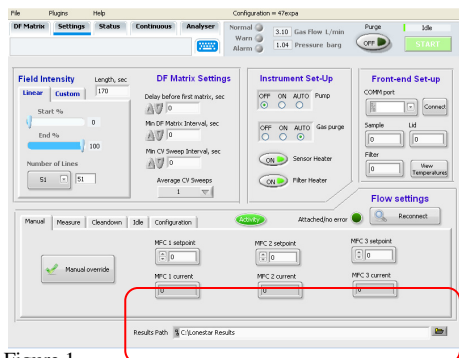 File Plugins Help Configuration = 47expa
DF Matrix Settings Status Continuous Analyser
Normal Warn Alarm
3.10 Gas Flow L/min
1.04 Pressure barg
Purge OFF
Idle
START
Field Intensity
Length, sec
170
Linear Custom
Start %
0
End %
100
Number of Lines
51 51
DF Matrix Settings
Delay before first matrix, sec
0
Min DF Matrix Interval, sec
0
Min CV Sweep Interval, sec
0
Average CV Sweeps
1
Instrument Set-Up
OFF ON AUTO Pump
OFF ON AUTO Gas purge
ON Sensor Heater
ON Filter Heater
Front-end Set-up
COMM port
Connect
Sample Lid
0 0
Filter
0 View
Temperatures
Flow settings
Manual Measure Cleandown Idle Configuration Activity Attached/no error Reconnect
Manual override
MFC 1 setpoint MFC 2 setpoint MFC 3 setpoint
0 0 0
MFC 1 current MFC 2 current MFC 3 current
0 0 0
Results Path C:\Lonestar Results